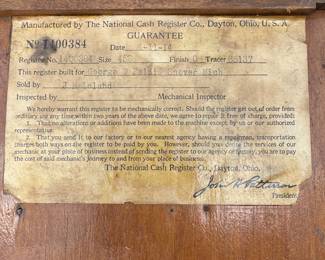 Manufactured by The National Cash Register Co., Dayton, Ohio, U. S. A.
GUARANTEE
No 1400384 Date -11-14
Register No. 1400384 Size Finish Tracer
This register built for George
Sold by J
Inspected by Mechanical Inspector
We hereby warrant this register to be mechanically correct. Should the register get out of order from
ordinary use at any time within two years of the above date, we agree to repair it free of charge, provided:
1. That no alterations or additions have been made to the machine except by us or our authorized
representative.
2. That you send it to our factory or to our nearest agency having a repairman, transportation
charges both ways on the register to be paid by you. However, should you desire the services of our
mechanic at your place of business instead of sending the register to our agency or factory, you are to pay
the cost of said mechanic's journey to and from your place of business.
The National Cash Register Co., Dayton, Ohio.
John H Patterson
President